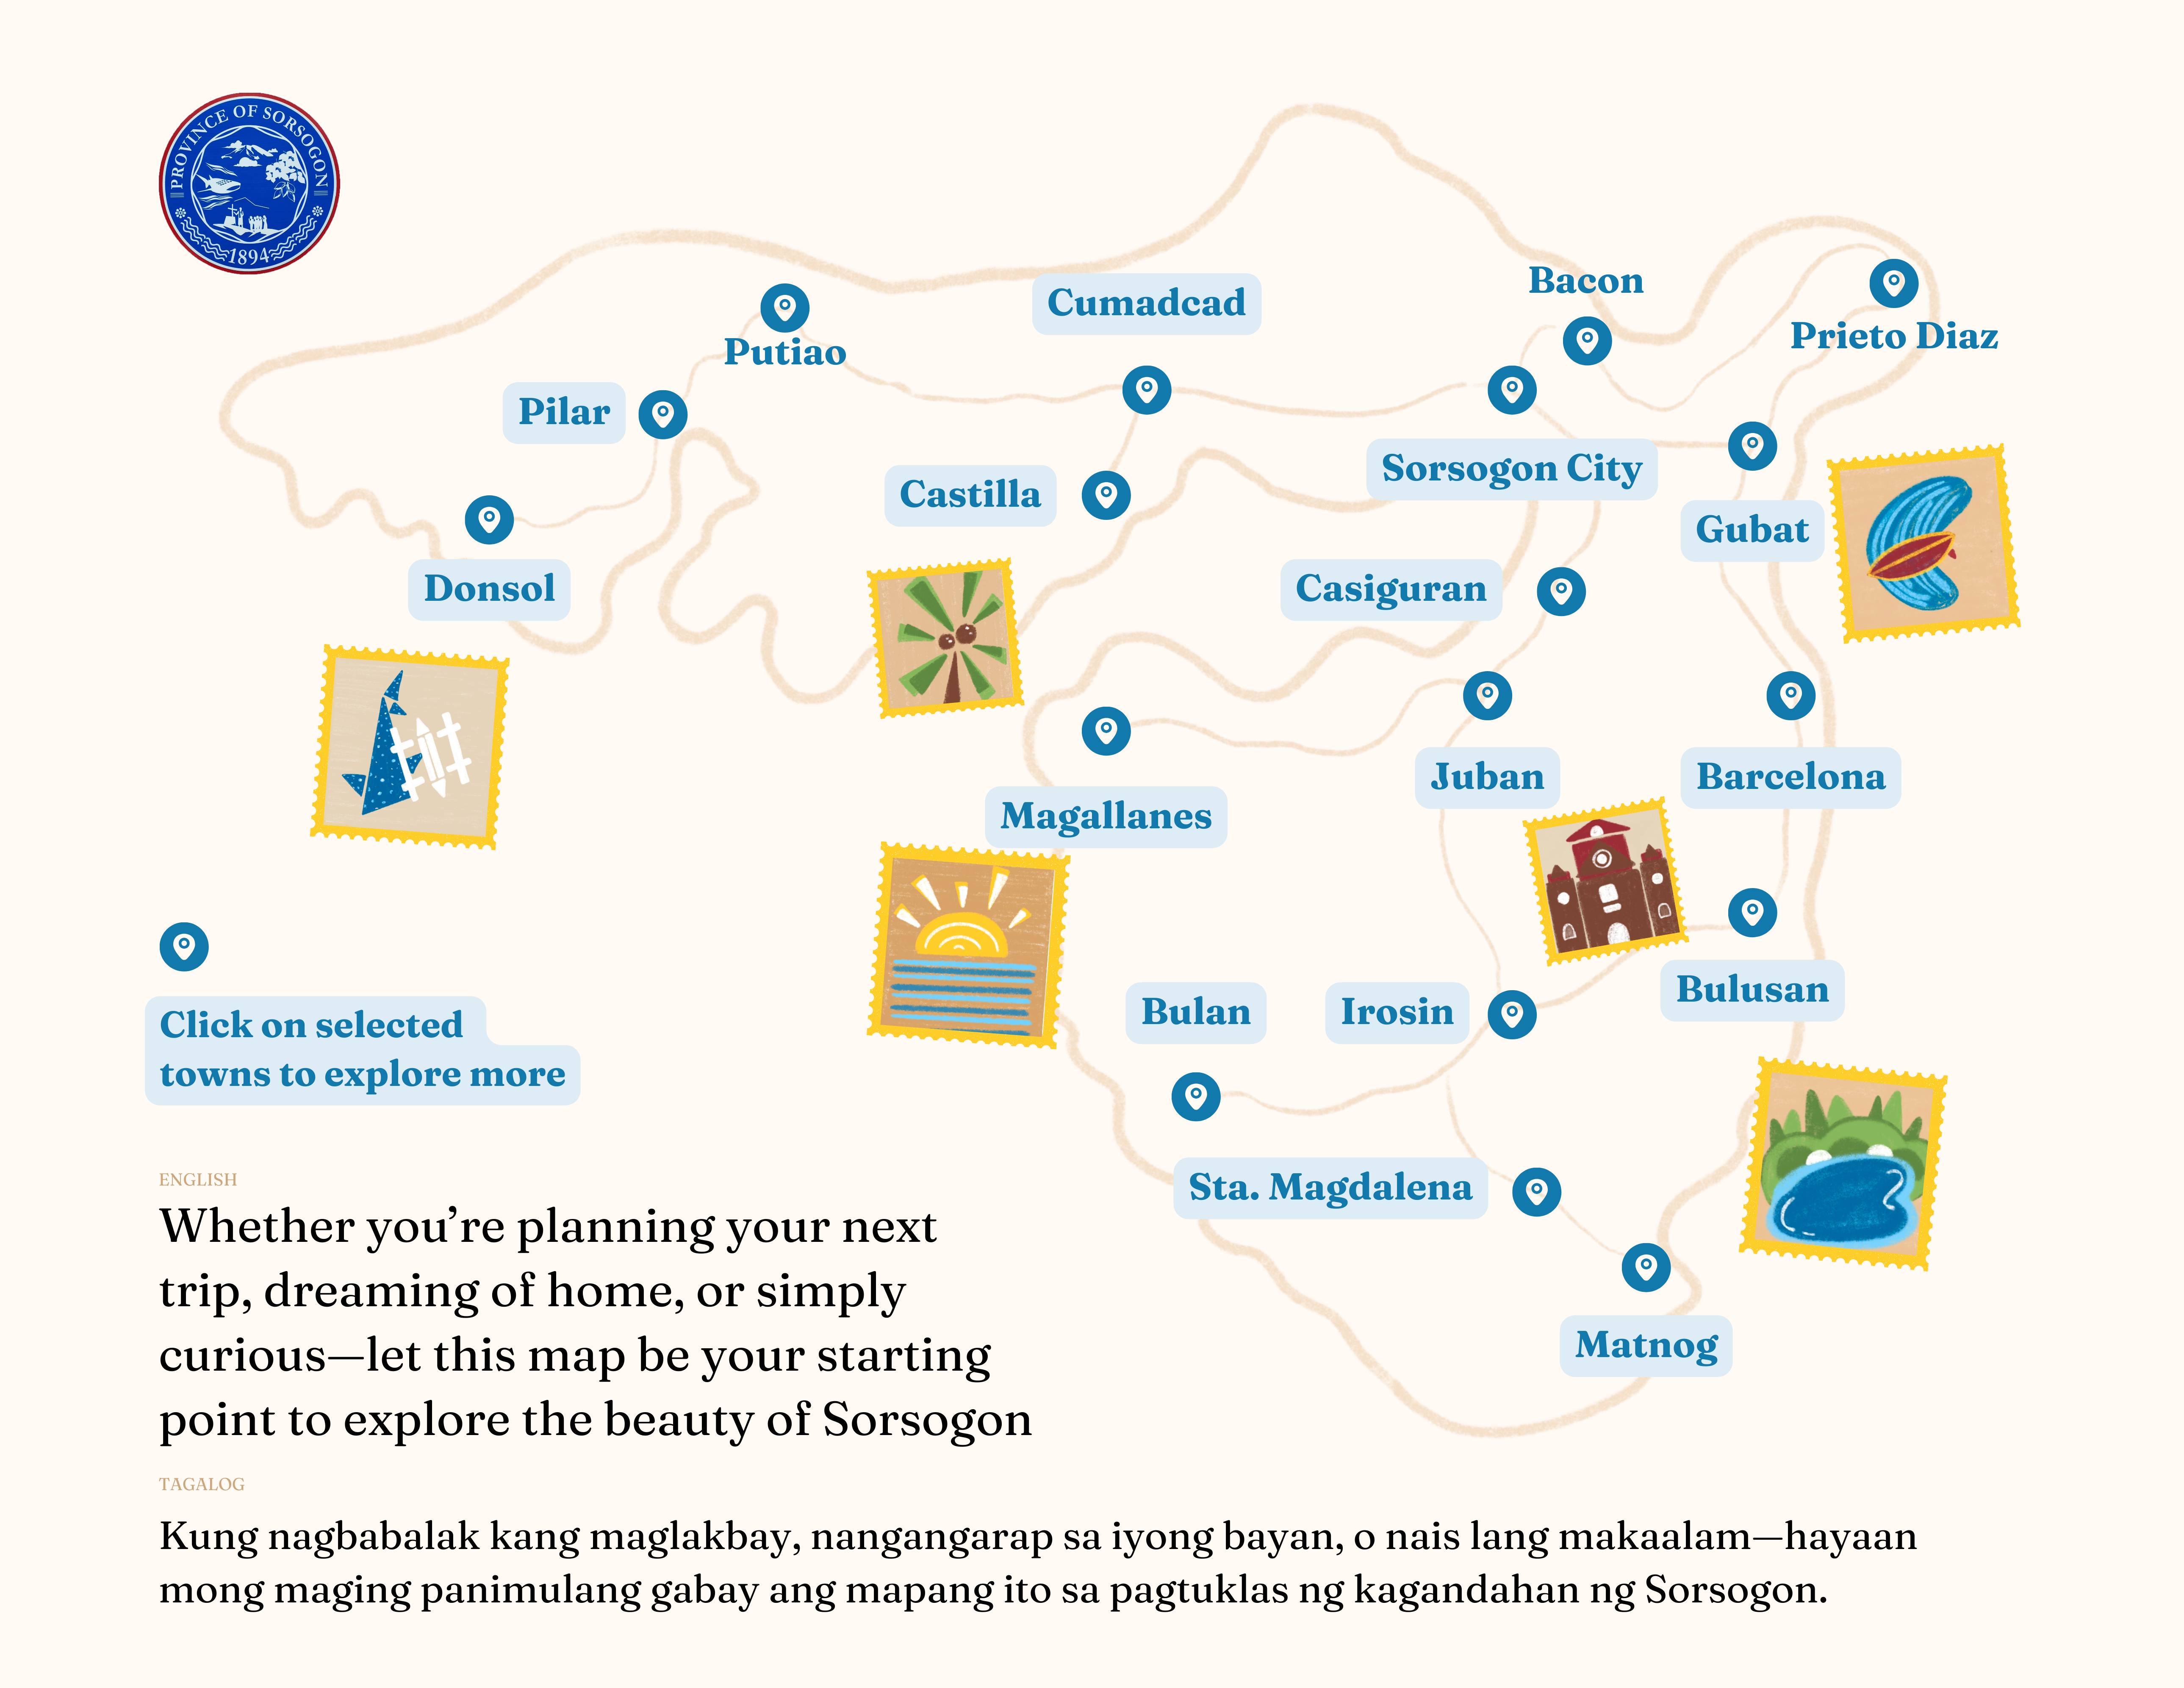 PROVINCE OF SORSOGON
1894
Bacon
Cumadcad
Prieto Diaz
Putiao
Pilar
Sorsogon City
Castilla
Gubat
Donsol
Casiguran
Juban
Barcelona
Magallanes
Bulusan
Bulan
Irosin
Click on selected
towns to explore more
Sta. Magdalena
Matnog
ENGLISH
Whether you’re planning your next
trip, dreaming of home, or simply
curious—let this map be your starting
point to explore the beauty of Sorsogon
TAGALOG
Kung nagbabalak kang maglakbay, nangangarap sa iyong bayan, o nais lang makaalam—hayaan
mong maging panimulang gabay ang mapang ito sa pagtuklas ng kagandahan ng Sorsogon.